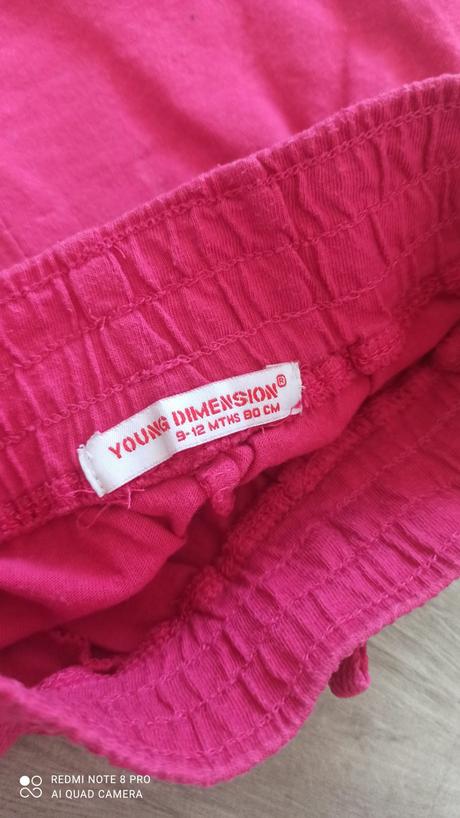 YOUNG DIMENSION®
9-12 MTHS 80 CM
REDMI NOTE 8 PRO
AI QUAD CAMERA